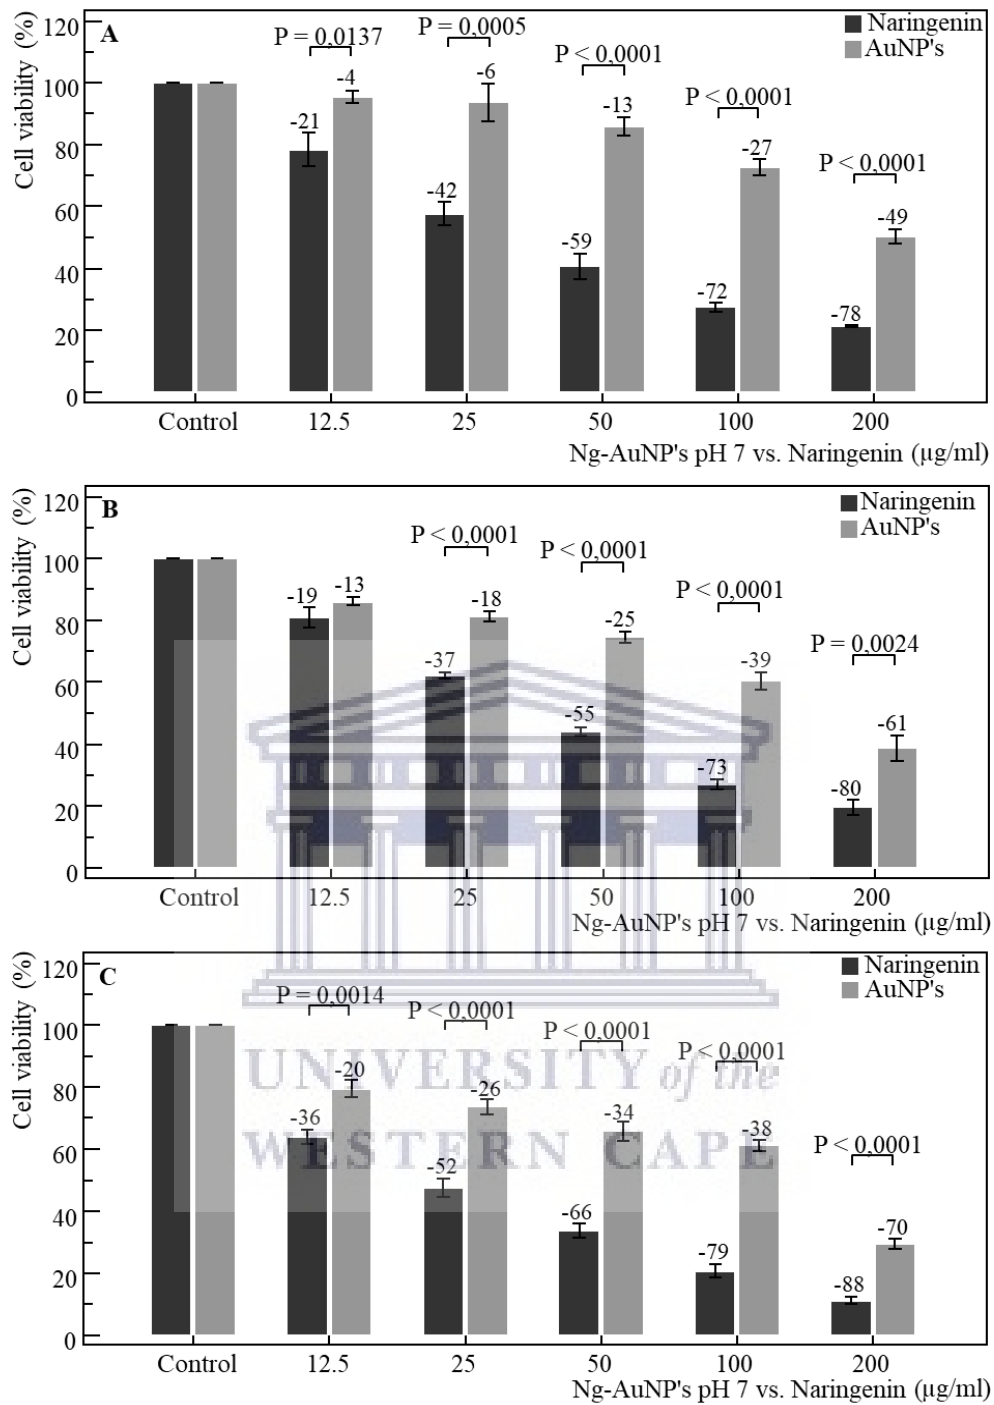 120
A
P = 0,0137
P = 0,0005
P < 0,0001
P < 0,0001
P < 0,0001
Naringenin
AuNP's
Cell viability (%)
100
80
60
40
20
0
-21
-4
-42
-6
-59
-13
-72
-27
-78
-49
Control 12.5 25 50 100 200
Ng-AuNP's pH 7 vs. Naringenin (µg/ml)
120
B
P < 0,0001
P < 0,0001
P < 0,0001
P = 0,0024
Naringenin
AuNP's
Cell viability (%)
100
80
60
40
20
0
-19
-13
-37
-18
-55
-25
-73
-39
-80
-61
Control 12.5 25 50 100 200
Ng-AuNP's pH 7 vs. Naringenin (µg/ml)
120
C
P = 0,0014
P < 0,0001
P < 0,0001
P < 0,0001
P < 0,0001
Naringenin
AuNP's
Cell viability (%)
100
80
60
40
20
0
-36
-20
-52
-26
-66
-34
-79
-38
-88
-70
UNIVERSITY of the
WESTERN CAPE
Control 12.5 25 50 100 200
Ng-AuNP's pH 7 vs. Naringenin (µg/ml)